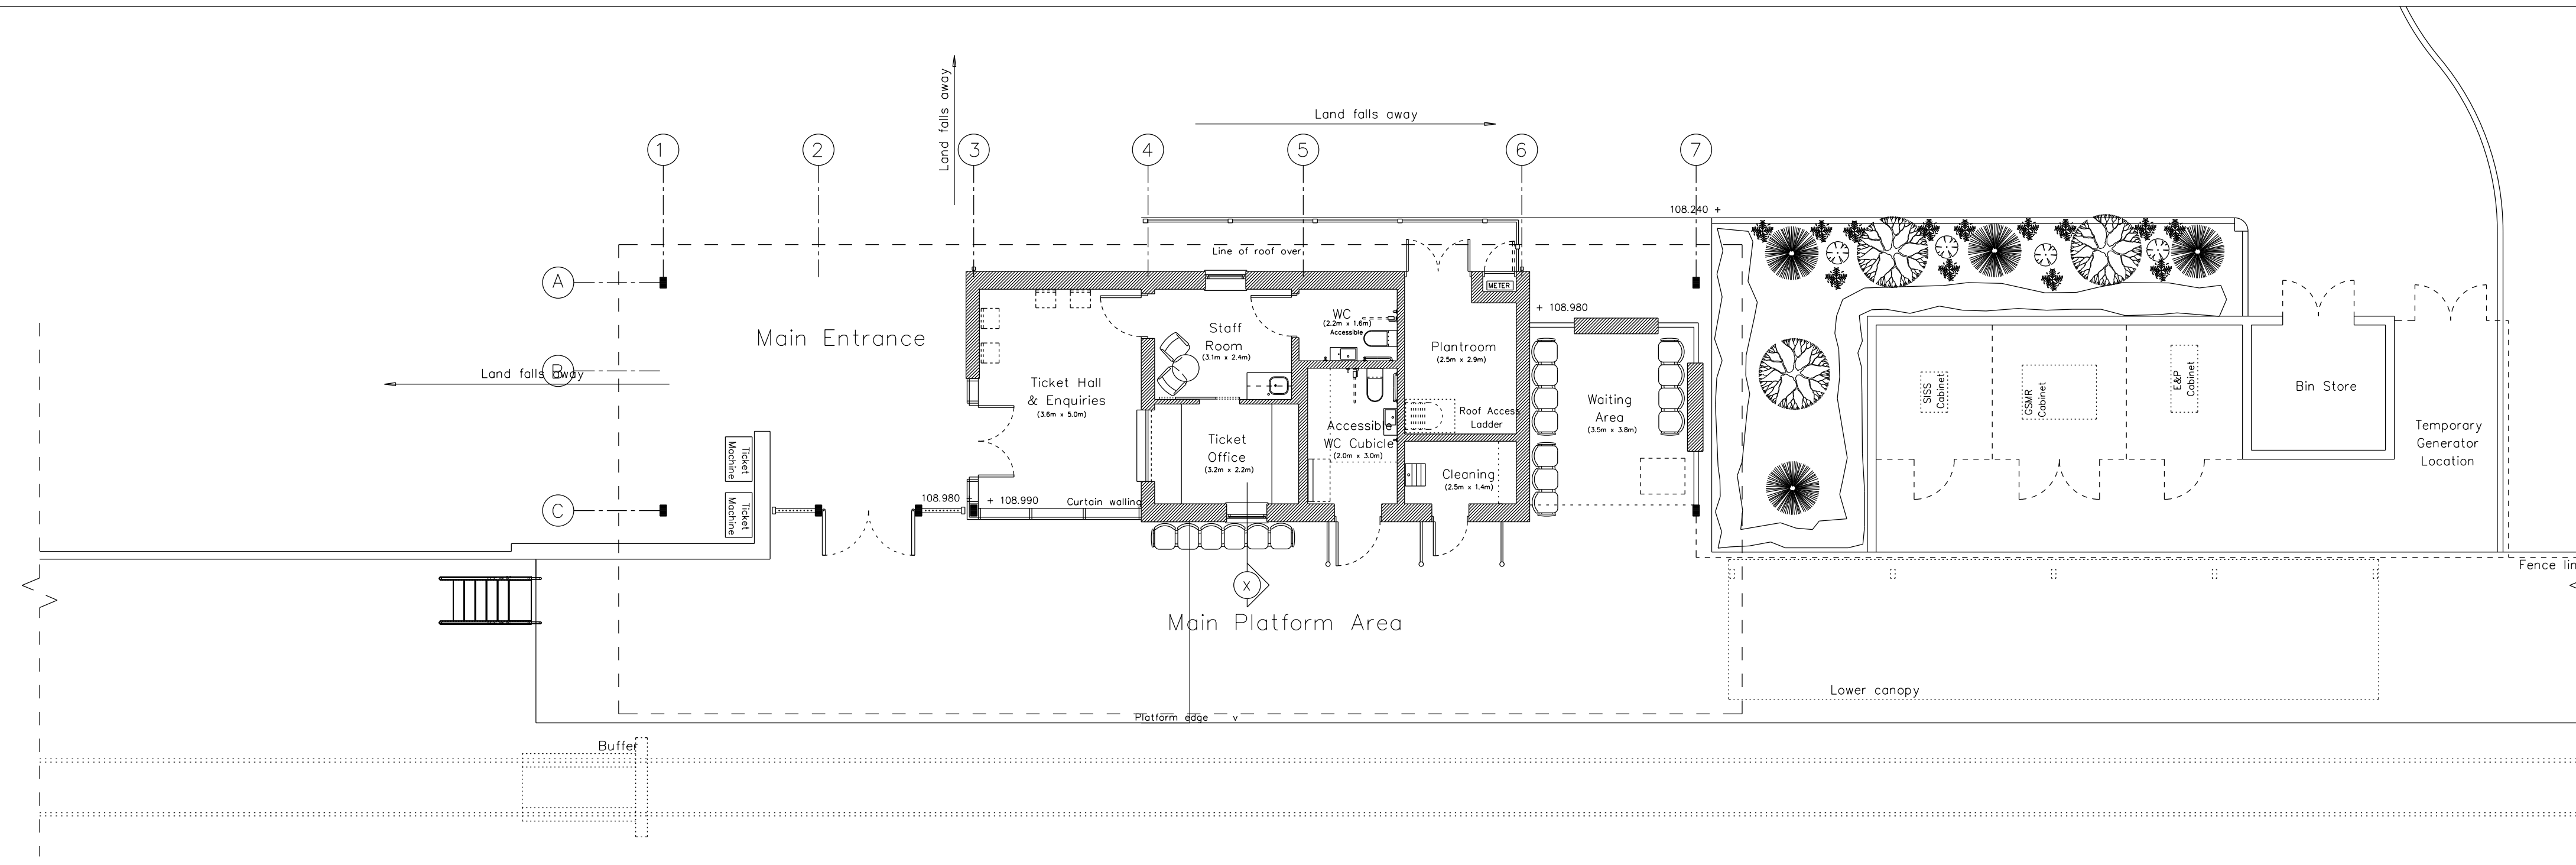 Land falls away
Land falls away
1
2
3
4
5
6
7
108.240 +
Line of roof over
A
METER
+ 108.980
WC
(2.2m x 1.6m)
Accessible
Staff
Room
(3.1m x 2.4m)
Main Entrance
Plantroom
(2.5m x 2.9m)
Land falls away
B
Ticket Hall
& Enquiries
(3.6m x 5.0m)
Waiting
Area
(3.5m x 3.8m)
SISS
Cabinet
GSMR
Cabinet
E&P
Cabinet
Bin Store
Roof Access
Ladder
Accessible
WC Cubicle
(2.0m x 3.0m)
Temporary
Generator
Location
Ticket
Office
(3.2m x 2.2m)
Ticket
Machine
Cleaning
(2.5m x 1.4m)
C
Ticket
Machine
108.980 +
+ 108.990
Curtain walling
Fence lin
X
Main Platform Area
Lower canopy
Platform edge v
Buffer